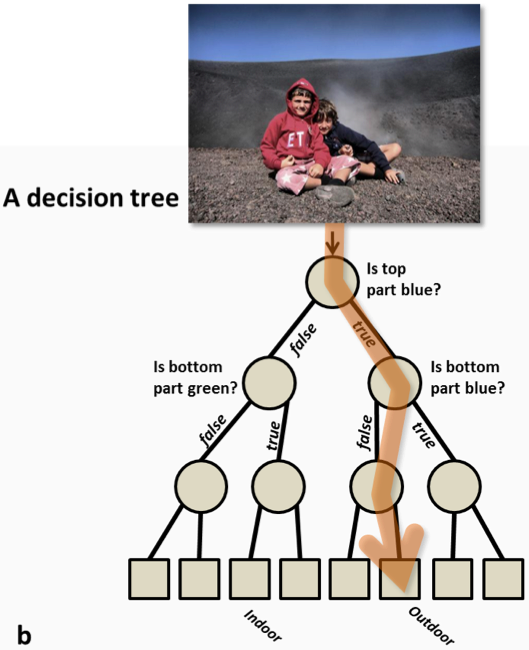 ET
A decision tree
Is top
part blue?
false
true
Is bottom
part green?
Is bottom
part blue?
false
true
false
true
Indoor
Outdoor
b